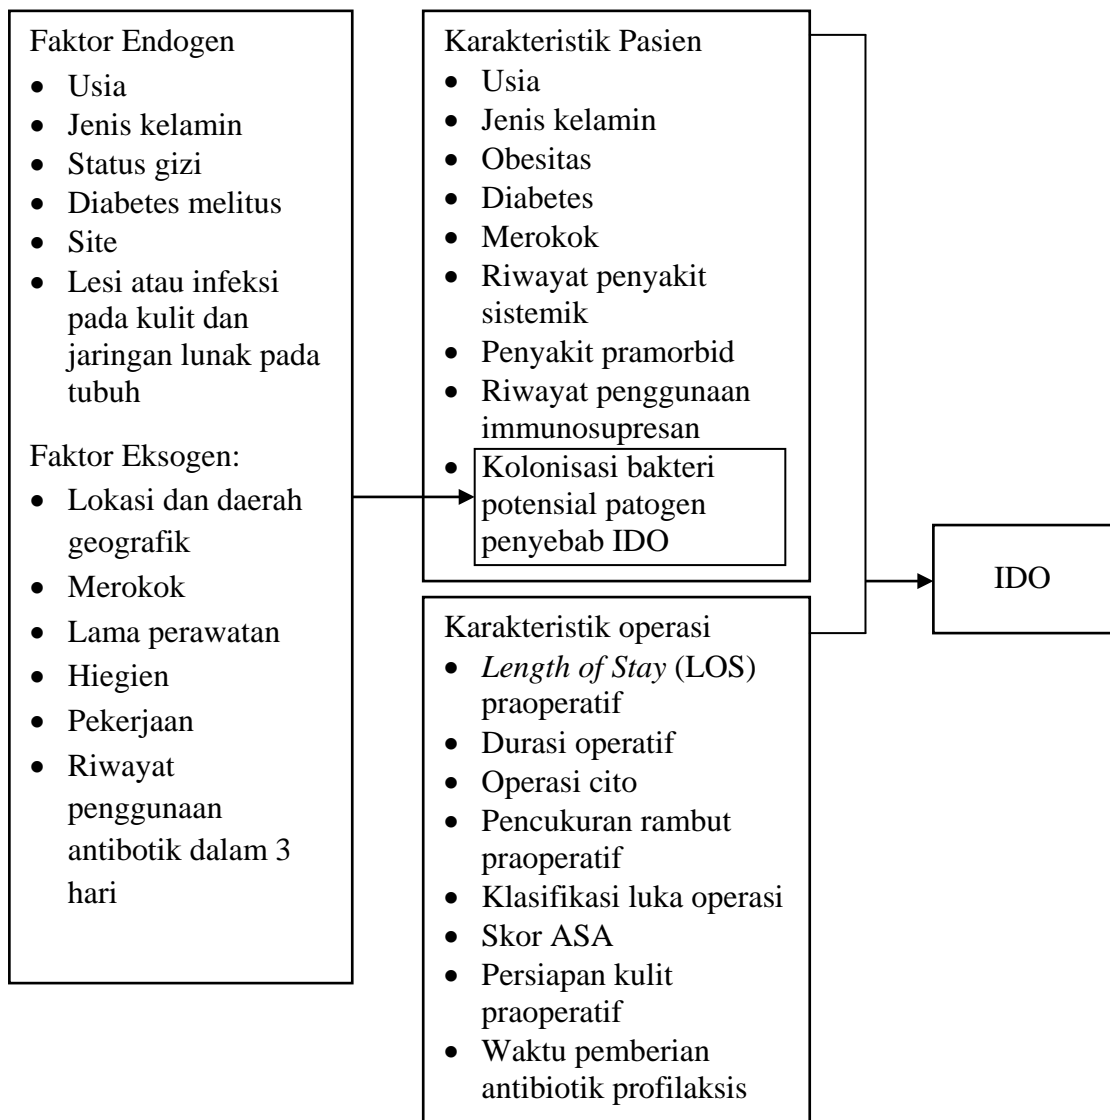 Faktor Endogen
• Usia
• Jenis kelamin
• Status gizi
• Diabetes melitus
• Site
• Lesi atau infeksi
pada kulit dan
jaringan lunak pada
tubuh
Faktor Eksogen:
• Lokasi dan daerah
geografik
• Merokok
• Lama perawatan
• Hiegien
• Pekerjaan
• Riwayat
penggunaan
antibotik dalam 3
hari
Karakteristik Pasien
• Usia
• Jenis kelamin
• Obesitas
• Diabetes
• Merokok
• Riwayat penyakit
sistemik
• Penyakit pramorbid
• Riwayat penggunaan
immunosupresan
• Kolonisasi bakteri
potensial patogen
penyebab IDO
Karakteristik operasi
• Length of Stay (LOS)
praoperatif
• Durasi operatif
• Operasi cito
• Pencukuran rambut
praoperatif
• Klasifikasi luka operasi
• Skor ASA
• Persiapan kulit
praoperatif
• Waktu pemberian
antibiotik profilaksis
IDO